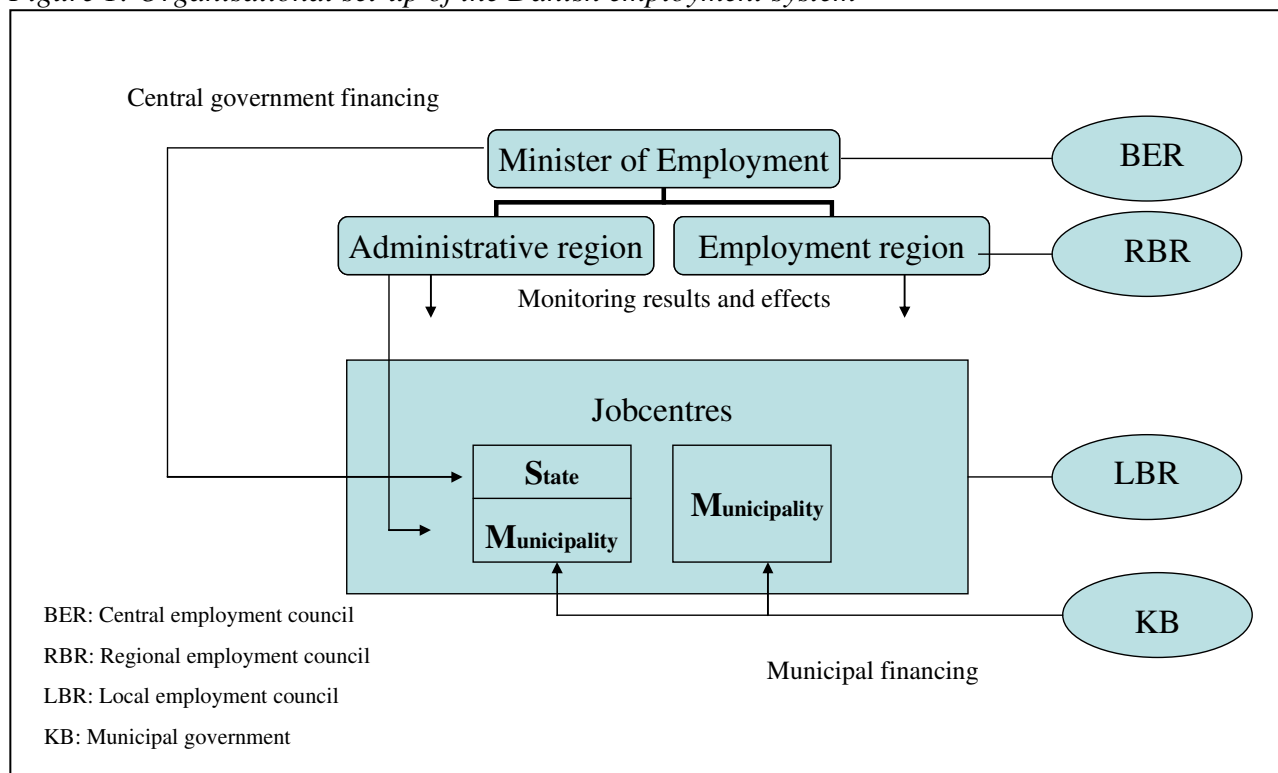 Figure 1: Organisational set-up of the Danish employment system
Central government financing
Minister of Employment
BER
Administrative region
Employment region
RBR
Monitoring results and effects
Jobcentres
State
Municipality
Municipality
LBR
KB
BER: Central employment council
RBR: Regional employment council
LBR: Local employment council
KB: Municipal government
Municipal financing